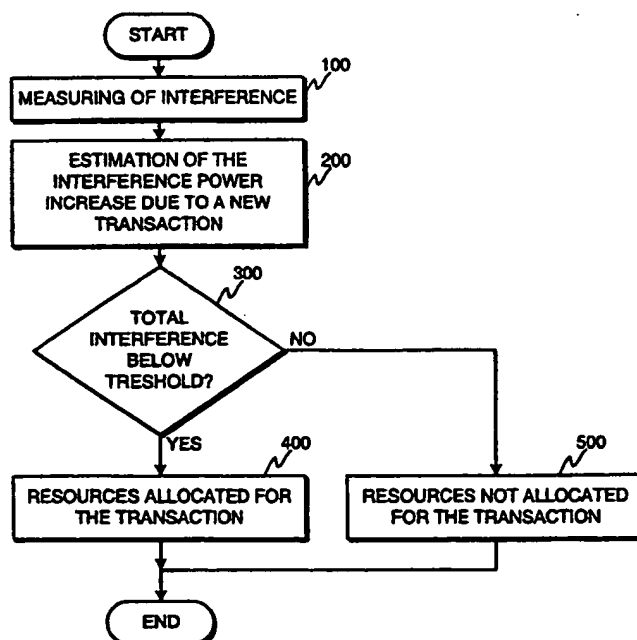 START
100
MEASURING OF INTERFERENCE
200
ESTIMATION OF THE
INTERFERENCE POWER
INCREASE DUE TO A NEW
TRANSACTION
300
TOTAL
INTERFERENCE
BELOW
TRESHOLD?
NO
YES
400
RESOURCES ALLOCATED FOR
THE TRANSACTION
500
RESOURCES NOT ALLOCATED
FOR THE TRANSACTION
END